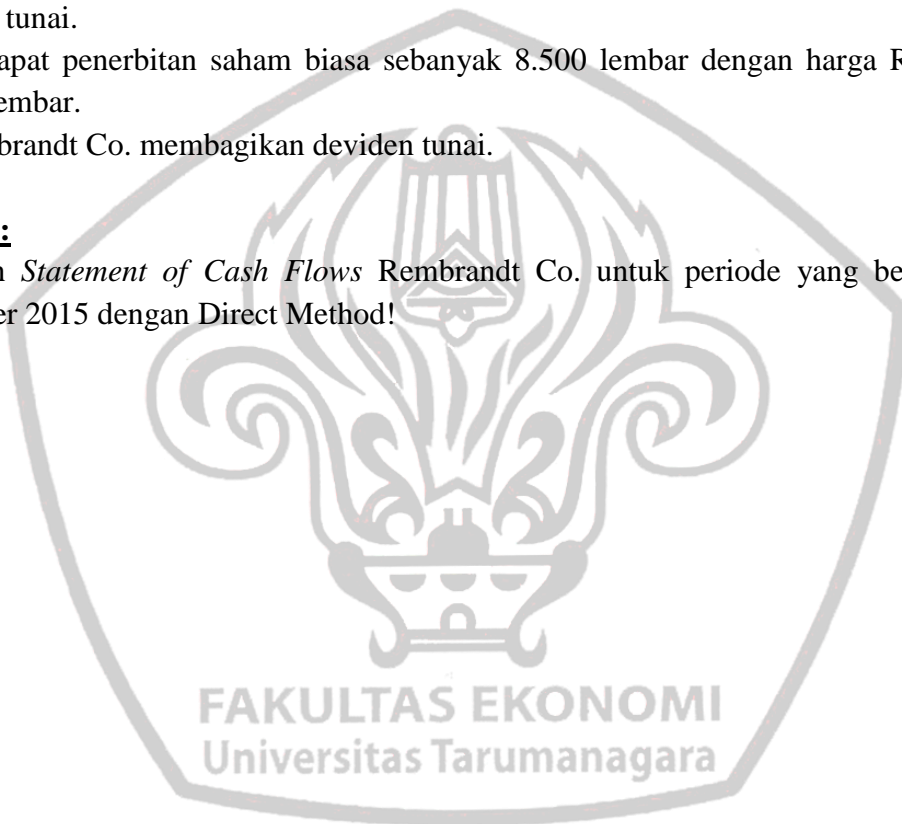 tunai.
apat penerbitan saham biasa sebanyak 8.500 lembar dengan harga R
embar.
brandt Co. membagikan deviden tunai.
:
n Statement of Cash Flows Rembrandt Co. untuk periode yang be
er 2015 dengan Direct Method!
FAKULTAS EKONOMI
Universitas Tarumanagara